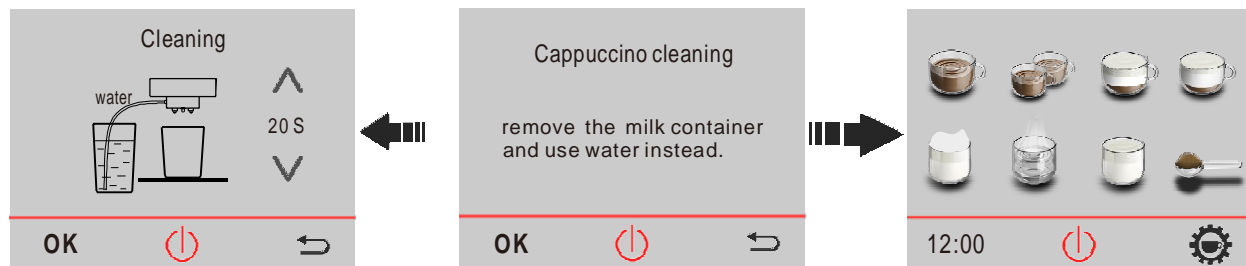 Cleaning
water
20 S
OK
Cappuccino cleaning
remove the milk container
and use water instead.
OK
12:00